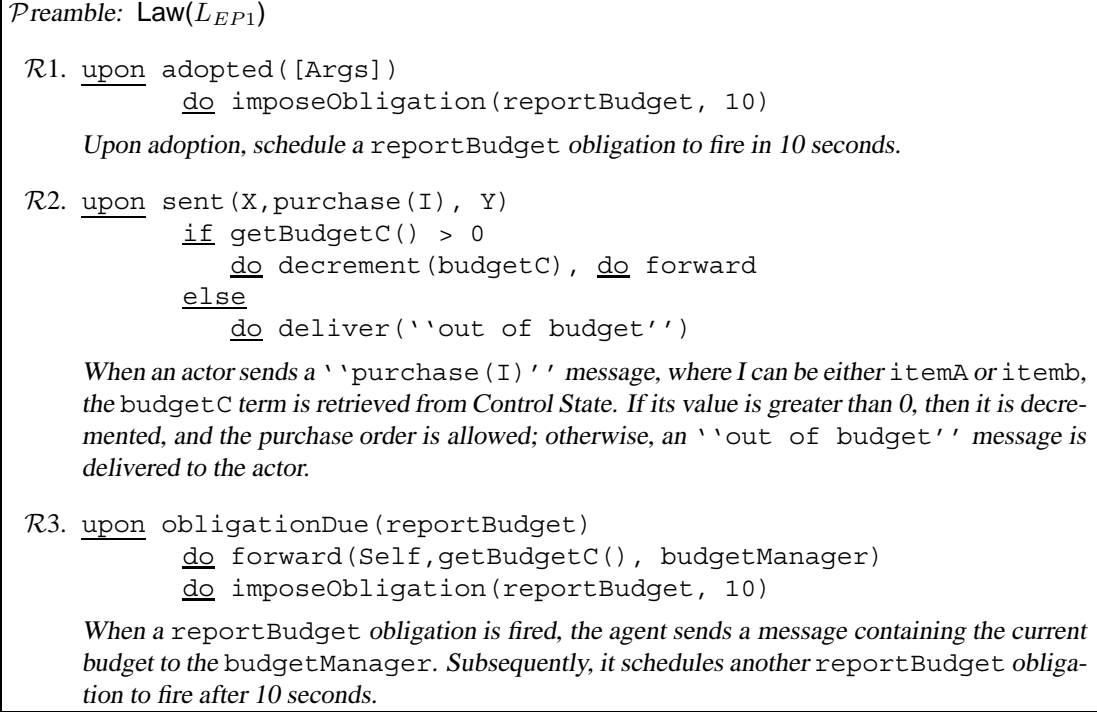 Preamble: Law(L_EP1)
R1. upon adopted([Args])
do imposeObligation(reportBudget, 10)
Upon adoption, schedule a reportBudget obligation to fire in 10 seconds.
R2. upon sent(X,purchase(I), Y)
if getBudgetC() > 0
do decrement(budgetC), do forward
else
do deliver(''out of budget'')
When an actor sends a ``purchase(I)'' message, where I can be either itemA or itemb,
the budgetC term is retrieved from Control State. If its value is greater than 0, then it is decre-
mented, and the purchase order is allowed; otherwise, an ``out of budget'' message is
delivered to the actor.
R3. upon obligationDue(reportBudget)
do forward(Self,getBudgetC(), budgetManager)
do imposeObligation(reportBudget, 10)
When a reportBudget obligation is fired, the agent sends a message containing the current
budget to the budgetManager. Subsequently, it schedules another reportBudget obliga-
tion to fire after 10 seconds.